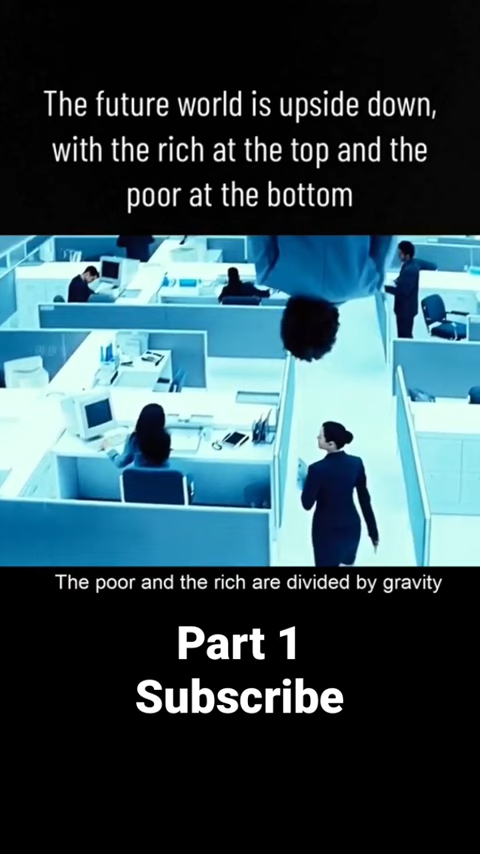 The future world is upside down,
with the rich at the top and the
poor at the bottom
The poor and the rich are divided by gravity
Part 1
Subscribe